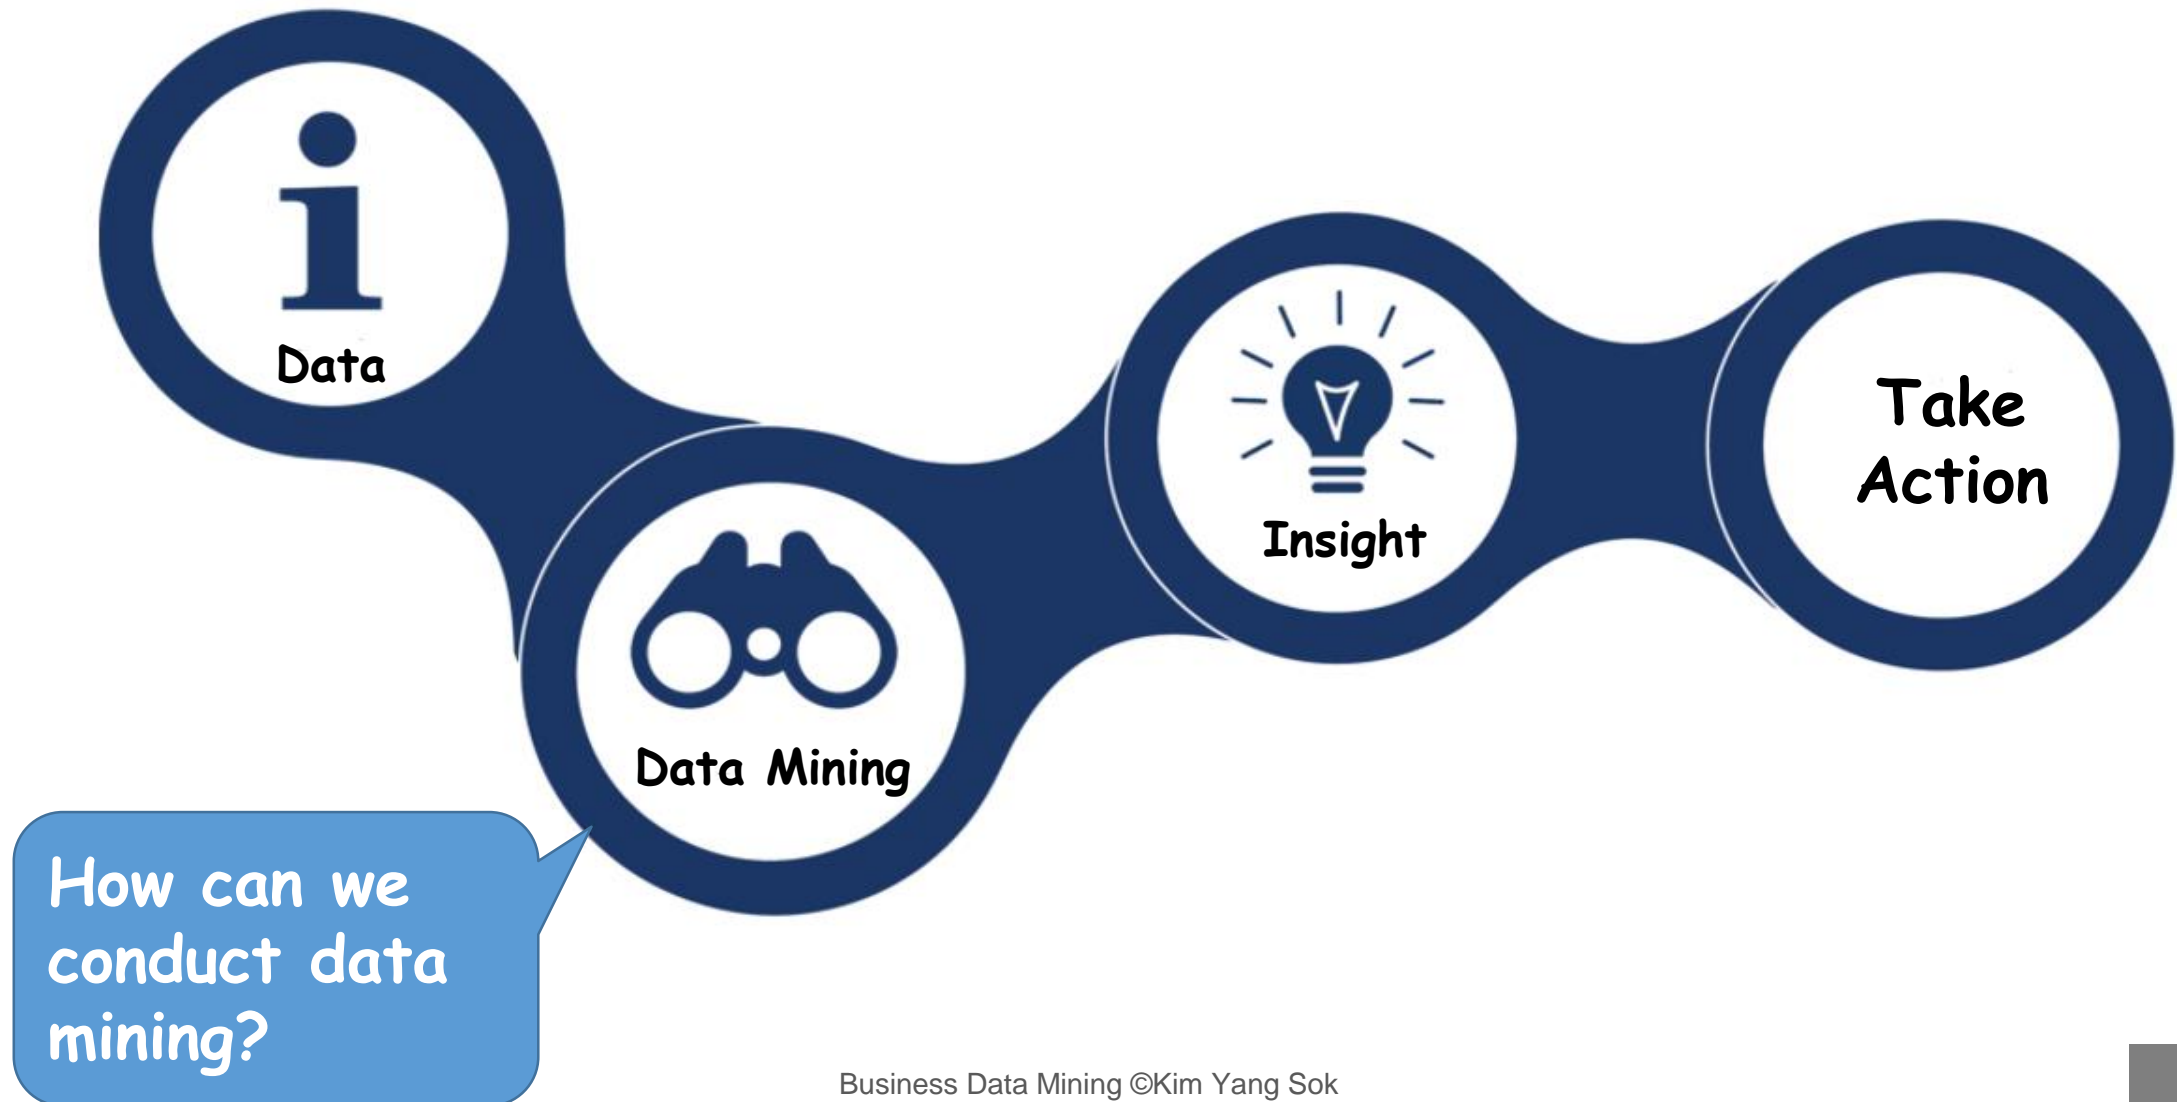 Data
Data Mining
Insight
Take
Action
How can we
conduct data
mining?
Business Data Mining ©Kim Yang Sok